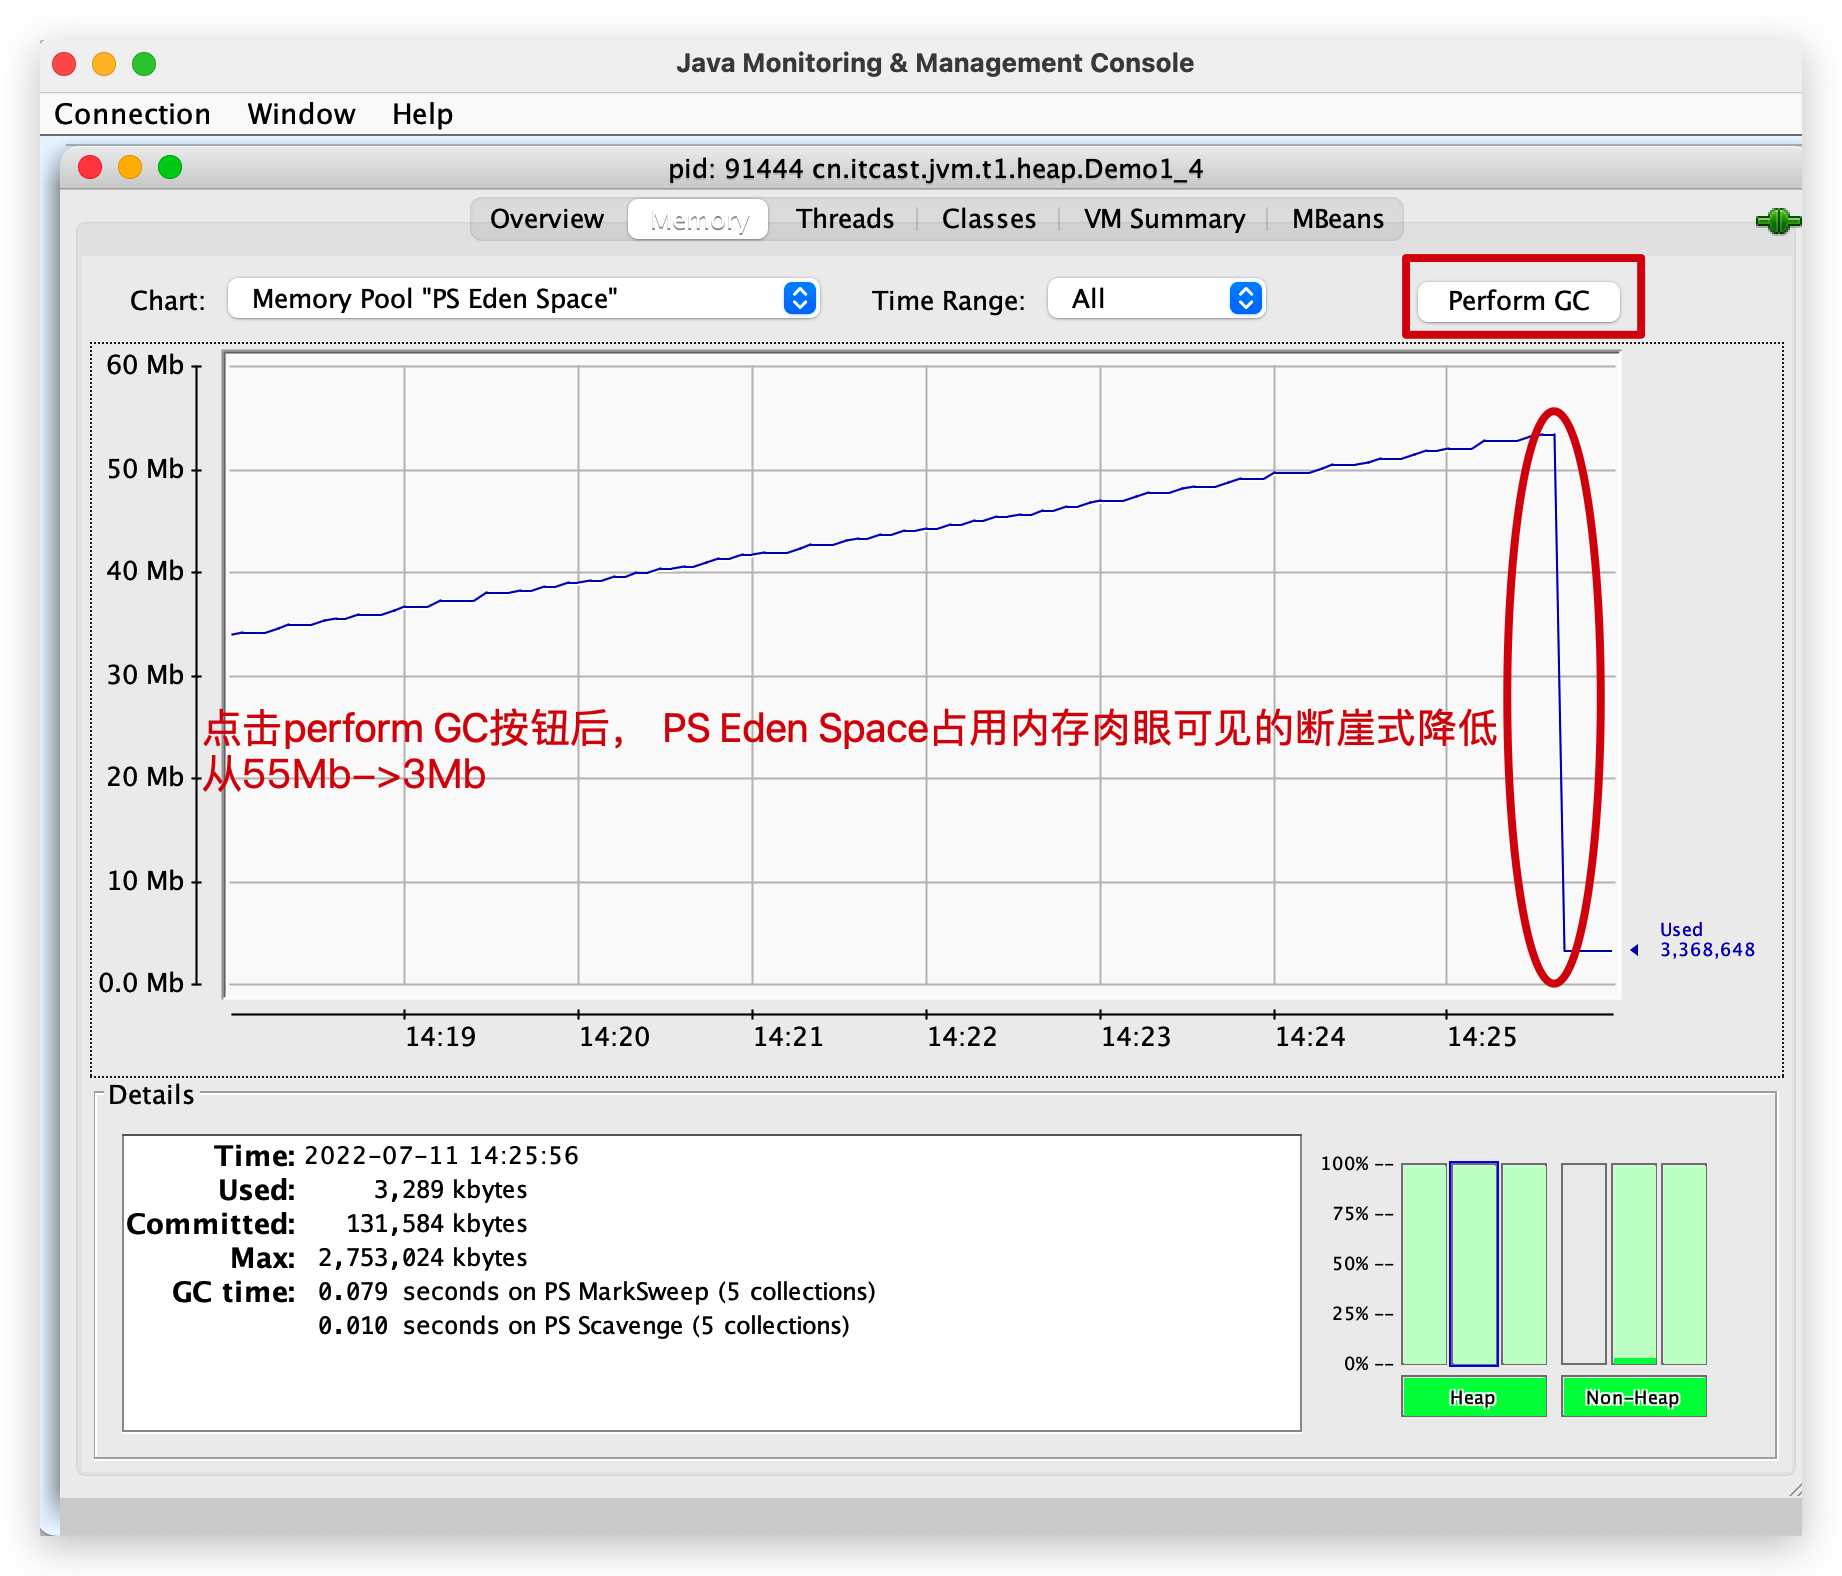 Java Monitoring & Management Console
Connection Window Help
pid: 91444 cn.itcast.jvm.t1.heap.Demo1_4
Overview Memory Threads Classes VM Summary MBeans
Chart: Memory Pool "PS Eden Space" Time Range: All Perform GC
60 Mb
50 Mb
40 Mb
30 Mb
点击perform GC按钮后， PS Eden Space占用内存肉眼可见的断崖式降低
从55Mb->3Mb
20 Mb
10 Mb
Used
3,368,648
0.0 Mb
14:19 14:20 14:21 14:22 14:23 14:24 14:25
Details
Time: 2022-07-11 14:25:56
Used: 3,289 kbytes
Committed: 131,584 kbytes
Max: 2,753,024 kbytes
GC time: 0.079 seconds on PS MarkSweep (5 collections)
0.010 seconds on PS Scavenge (5 collections)
100% --
75% --
50% --
25% --
0% --
Heap Non-Heap